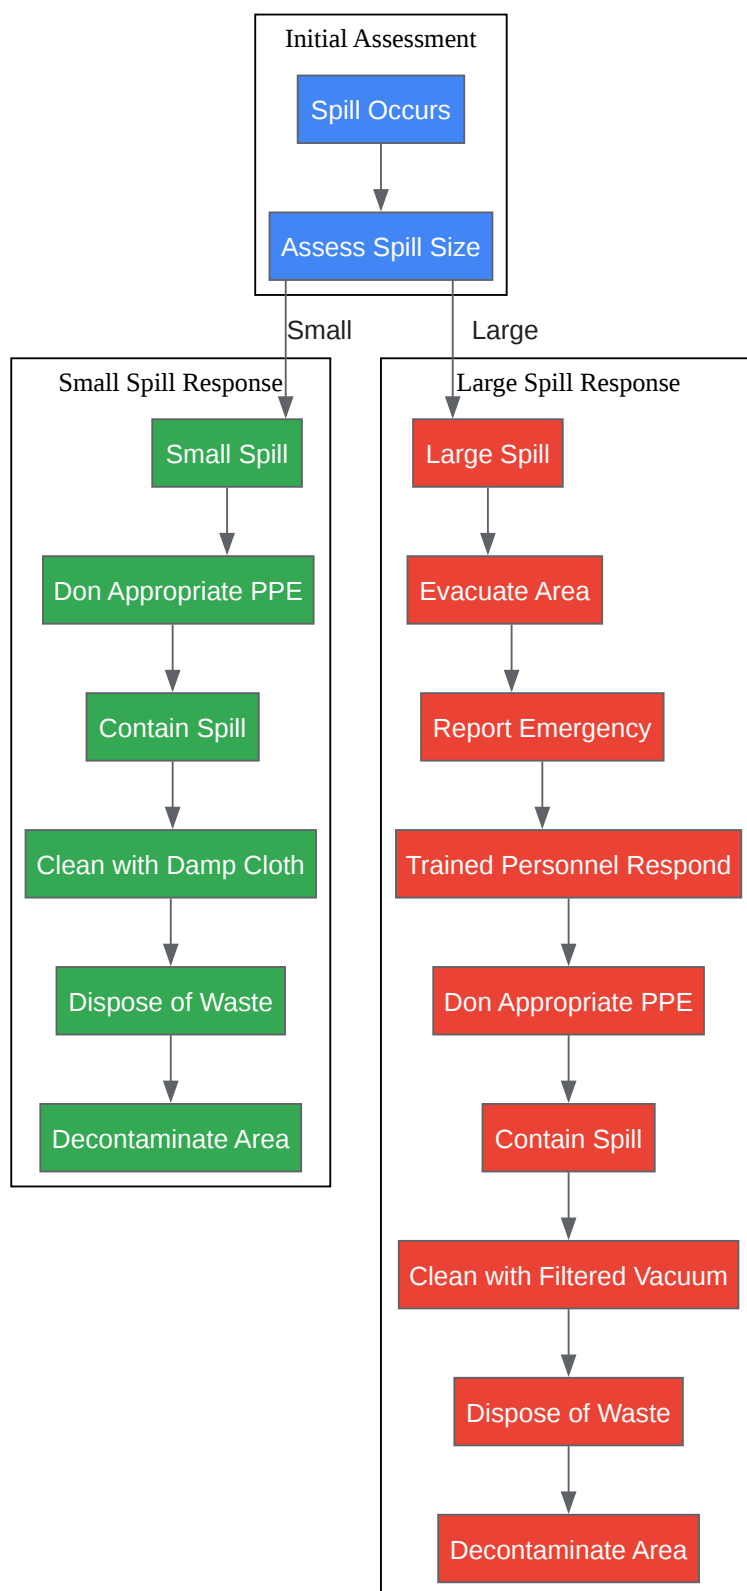 Initial Assessment
Spill Occurs
Assess Spill Size
Small
Large
Small Spill Response
Small Spill
Don Appropriate PPE
Contain Spill
Clean with Damp Cloth
Dispose of Waste
Decontaminate Area
Large Spill Response
Large Spill
Evacuate Area
Report Emergency
Trained Personnel Respond
Don Appropriate PPE
Contain Spill
Clean with Filtered Vacuum
Dispose of Waste
Decontaminate Area